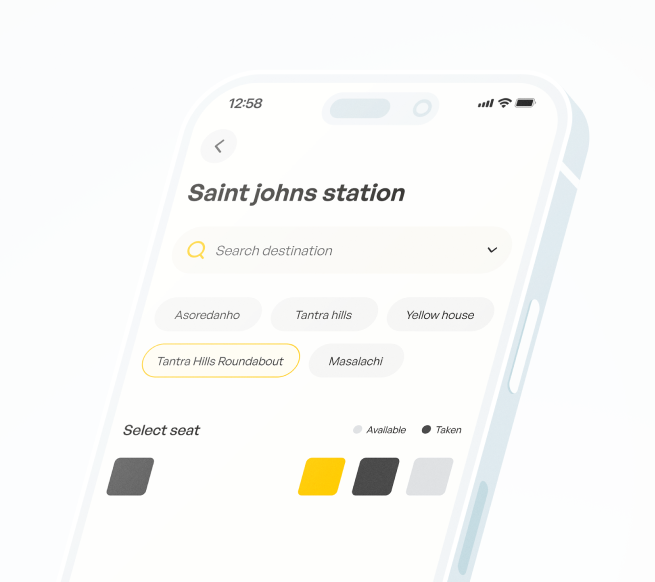 12:58
Saint johns station
Search destination
Asoredanho Tantra hills Yellow house
Tantra Hills Roundabout Masalachi
Select seat Available Taken